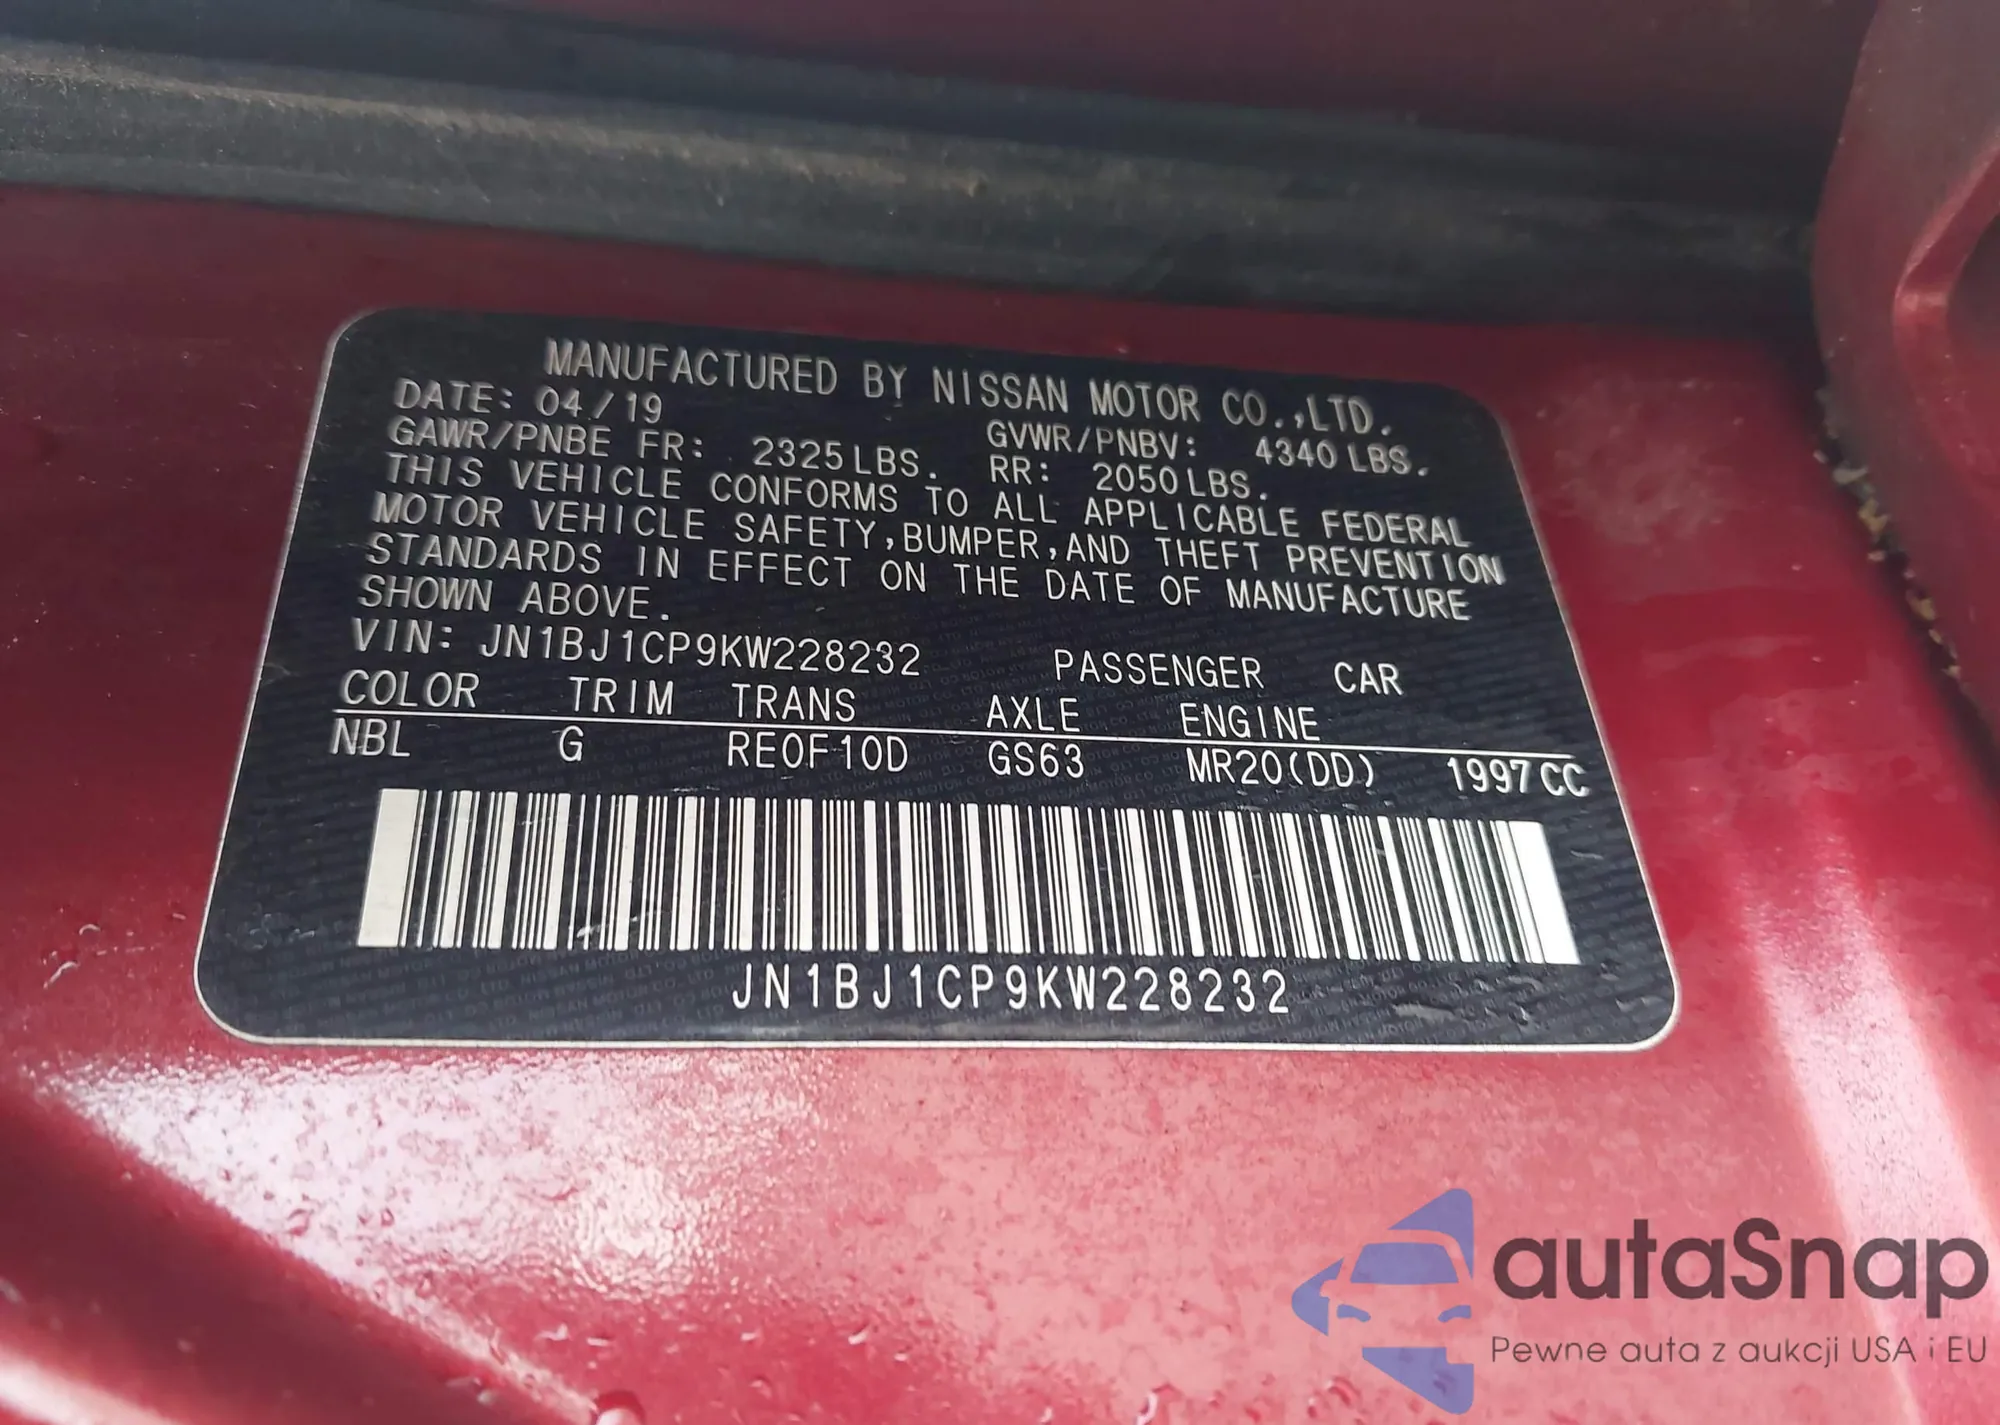 MANUFACTURED BY NISSAN MOTOR CO.,LTD.
DATE: 04/19 GVWR/PNBV: 4340 LBS.
GAWR/PNBE FR: 2325 LBS. RR: 2050 LBS.
THIS VEHICLE CONFORMS TO ALL APPLICABLE FEDERAL
MOTOR VEHICLE SAFETY,BUMPER,AND THEFT PREVENTION
STANDARDS IN EFFECT ON THE DATE OF MANUFACTURE
SHOWN ABOVE.
VIN: JN1BJ1CP9KW228232 PASSENGER CAR
COLOR TRIM TRANS AXLE ENGINE
NBL G RE0F10D GS63 MR20(DD) 1997 CC
JN1BJ1CP9KW228232
autaSnap
Pewne auta z aukcji USA i EU